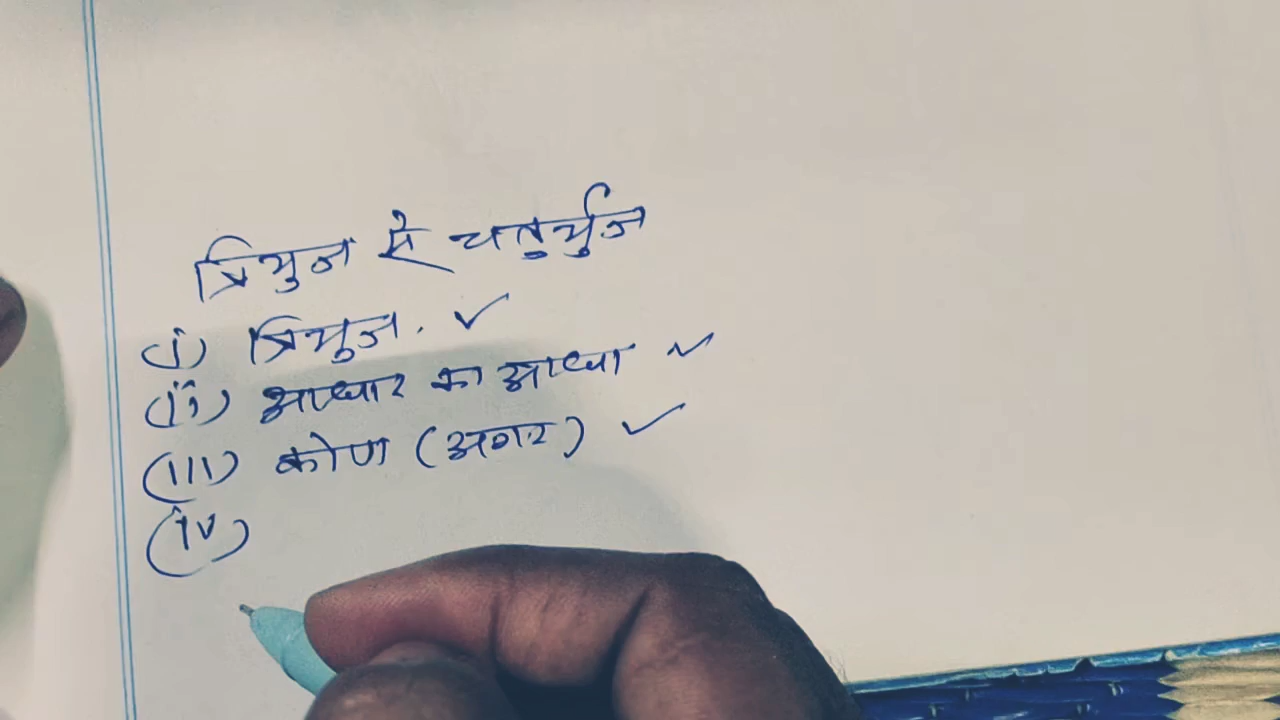 त्रिभुज से चतुर्भुज
(i) त्रिभुज. ✓
(ii) आधार का आधा ✓
(iii) कोण (अगर) ✓
(iv)